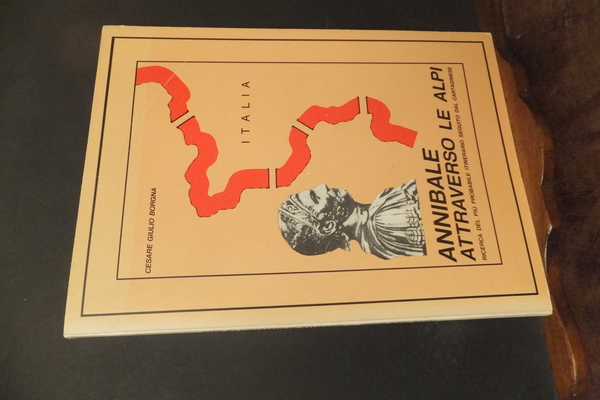 CESARE GIULIO BORGNA
ITALIA
ANNIBALE
ATTRAVERSO LE ALPI
RICERCA DEL PIÙ PROBABILE ITINERARIO SEGUITO DAL CARTAGINESE